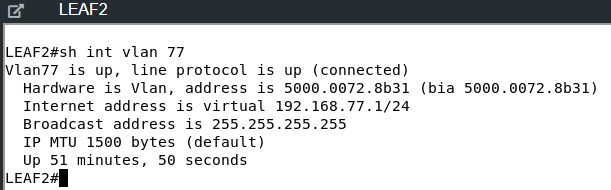 LEAF2
LEAF2#sh int vlan 77
Vlan77 is up, line protocol is up (connected)
  Hardware is Vlan, address is 5000.0072.8b31 (bia 5000.0072.8b31)
  Internet address is virtual 192.168.77.1/24
  Broadcast address is 255.255.255.255
  IP MTU 1500 bytes (default)
  Up 51 minutes, 50 seconds
LEAF2#